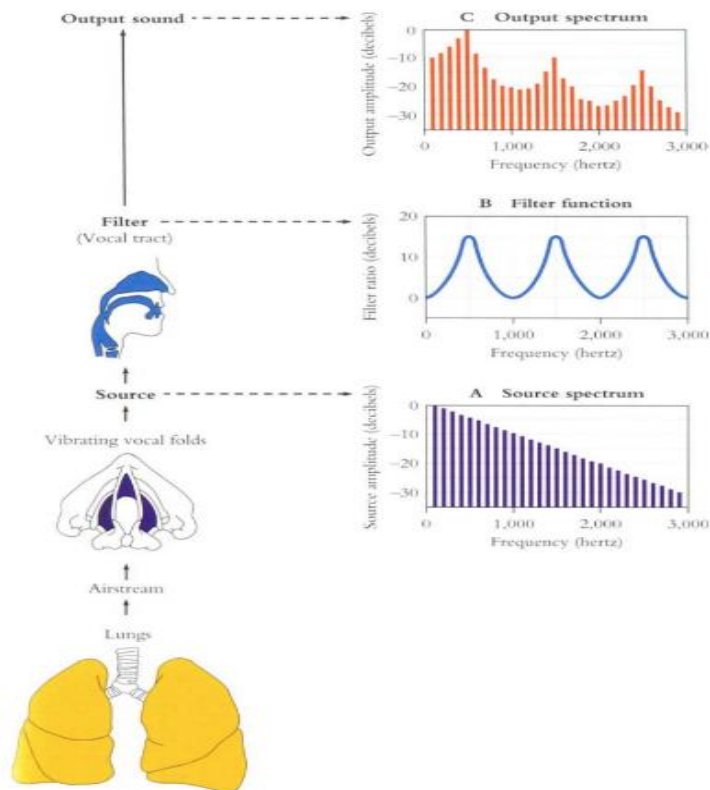 Output sound
C Output spectrum
Output amplitude (decibels)
0
−10
−20
−30
0 1,000 2,000 3,000
Frequency (hertz)
Filter
(Vocal tract)
B Filter function
Filter ratio (decibels)
20
10
0
0 1,000 2,000 3,000
Frequency (hertz)
Source
A Source spectrum
Source amplitude (decibels)
0
−10
−20
−30
0 1,000 2,000 3,000
Frequency (hertz)
Vibrating vocal folds
Airstream
Lungs